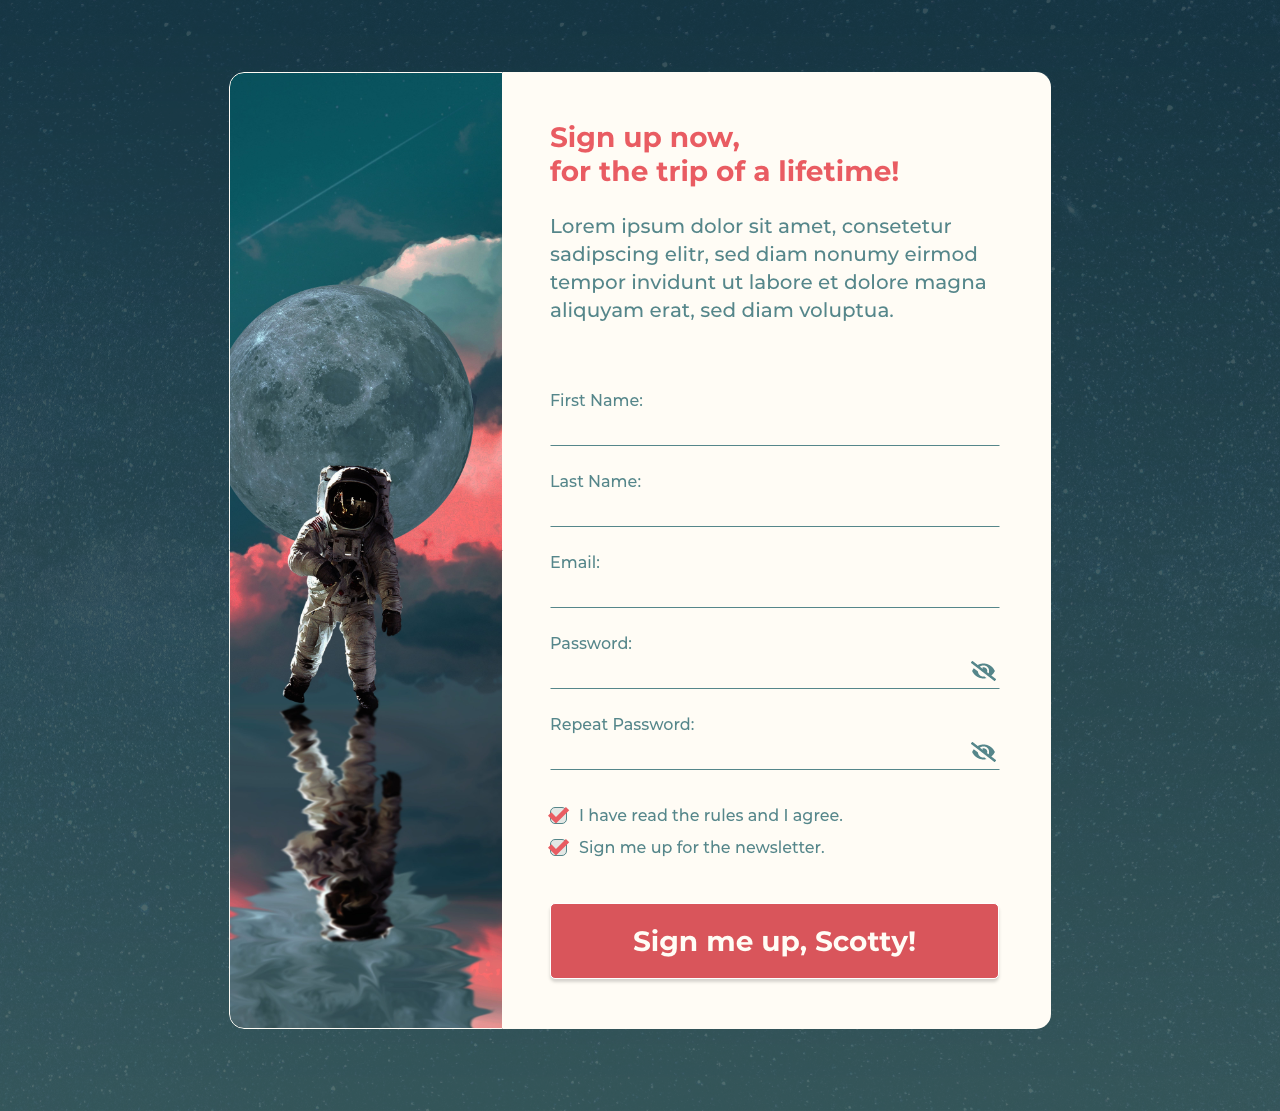 Sign up now,
for the trip of a lifetime!
Lorem ipsum dolor sit amet, consetetur
sadipscing elitr, sed diam nonumy eirmod
tempor invidunt ut labore et dolore magna
aliquyam erat, sed diam voluptua.
First Name:
Last Name:
Email:
Password:
Repeat Password:
I have read the rules and I agree.
Sign me up for the newsletter.
Sign me up, Scotty!